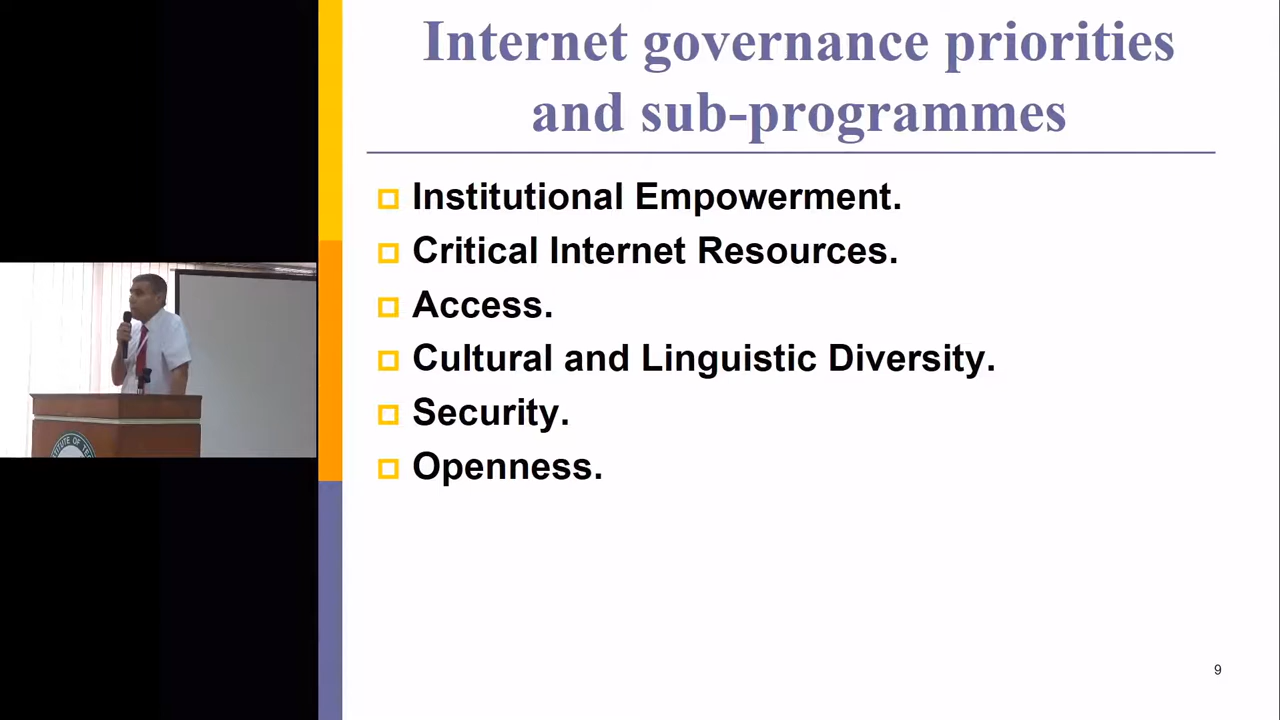 Internet governance priorities
and sub-programmes
Institutional Empowerment.
Critical Internet Resources.
Access.
Cultural and Linguistic Diversity.
Security.
Openness.
9